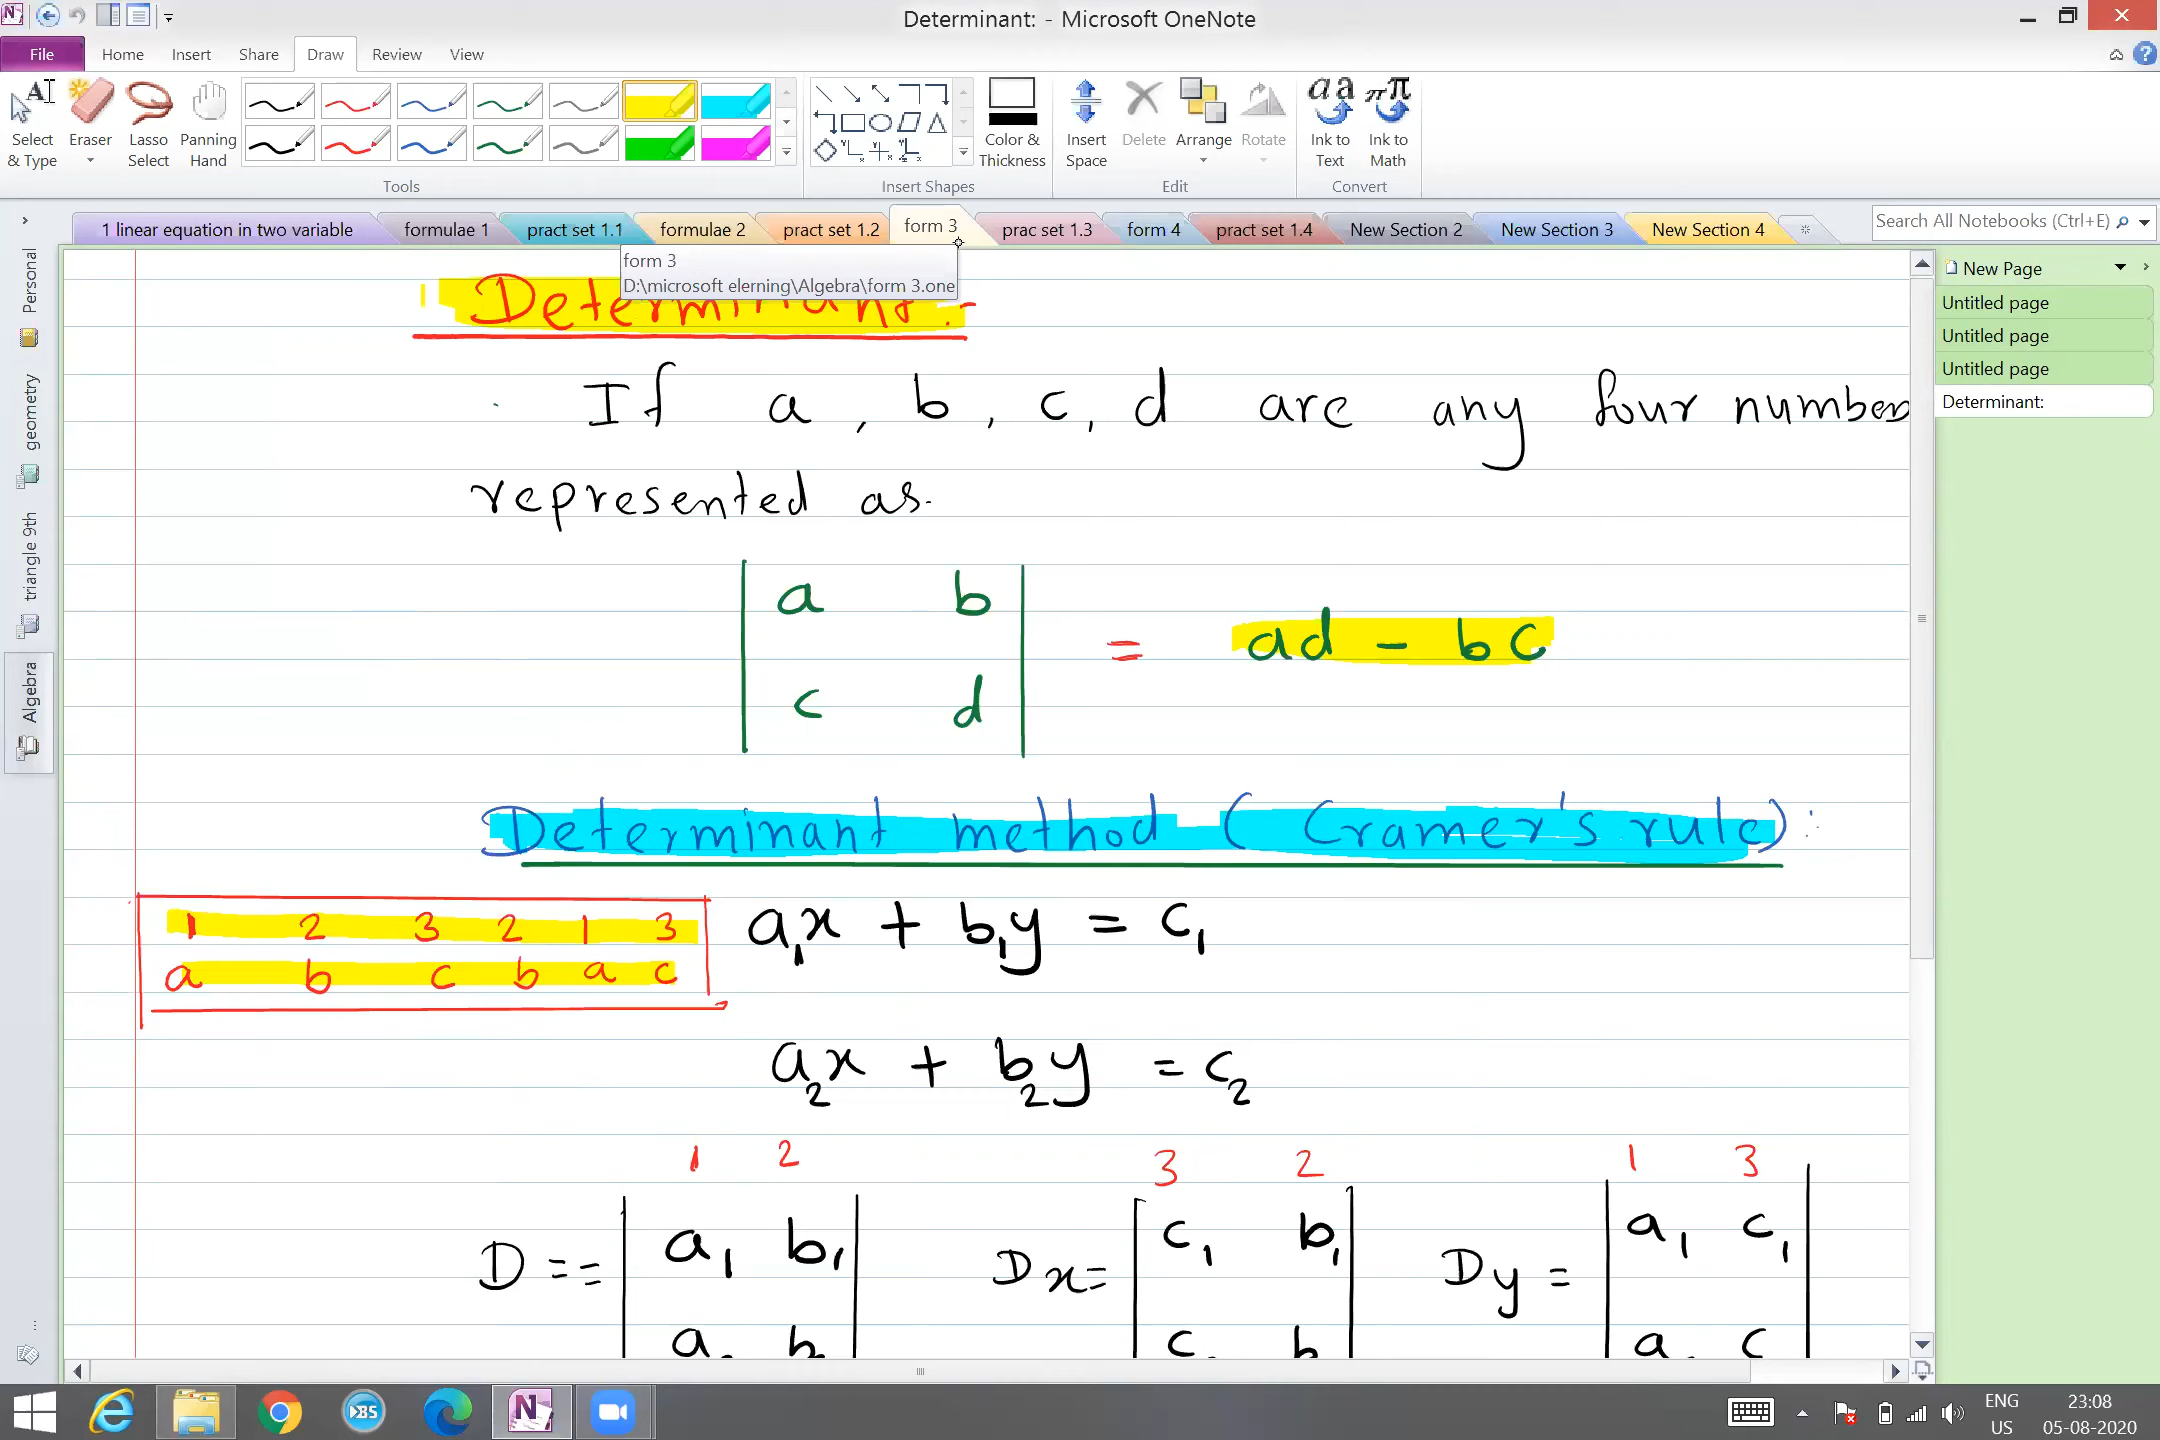 Determinant: - Microsoft OneNote
File Home Insert Share Draw Review View
Select & Type
Eraser
Lasso Select
Panning Hand
Color & Thickness
Insert Space
Delete
Arrange
Rotate
Ink to Text
Ink to Math
Tools
Insert Shapes
Edit
Convert
1 linear equation in two variable formulae 1 pract set 1.1 formulae 2 pract set 1.2 form 3 prac set 1.3 form 4 pract set 1.4 New Section 2 New Section 3 New Section 4
Search All Notebooks (Ctrl+E)
form 3
D:\microsoft elerning\Algebra\form 3.one
Personal
geometry
triangle 9th
Algebra
New Page
Untitled page
Untitled page
Untitled page
Determinant:
Determinant:-
If a, b, c, d are any four numbers
represented as.
| a b |
| c d |
= ad - bc
Determinant method (Cramer's rule):
1 2 3 2 1 3
a b c b a c
a₁x + b₁y = c₁
a₂x + b₂y = c₂
1 2 3 2 1 3
D == | a₁ b₁ | Dx = | c₁ b₁ | Dy = | a₁ c₁ |
a b c b a c
ENG
US
23:08
05-08-2020